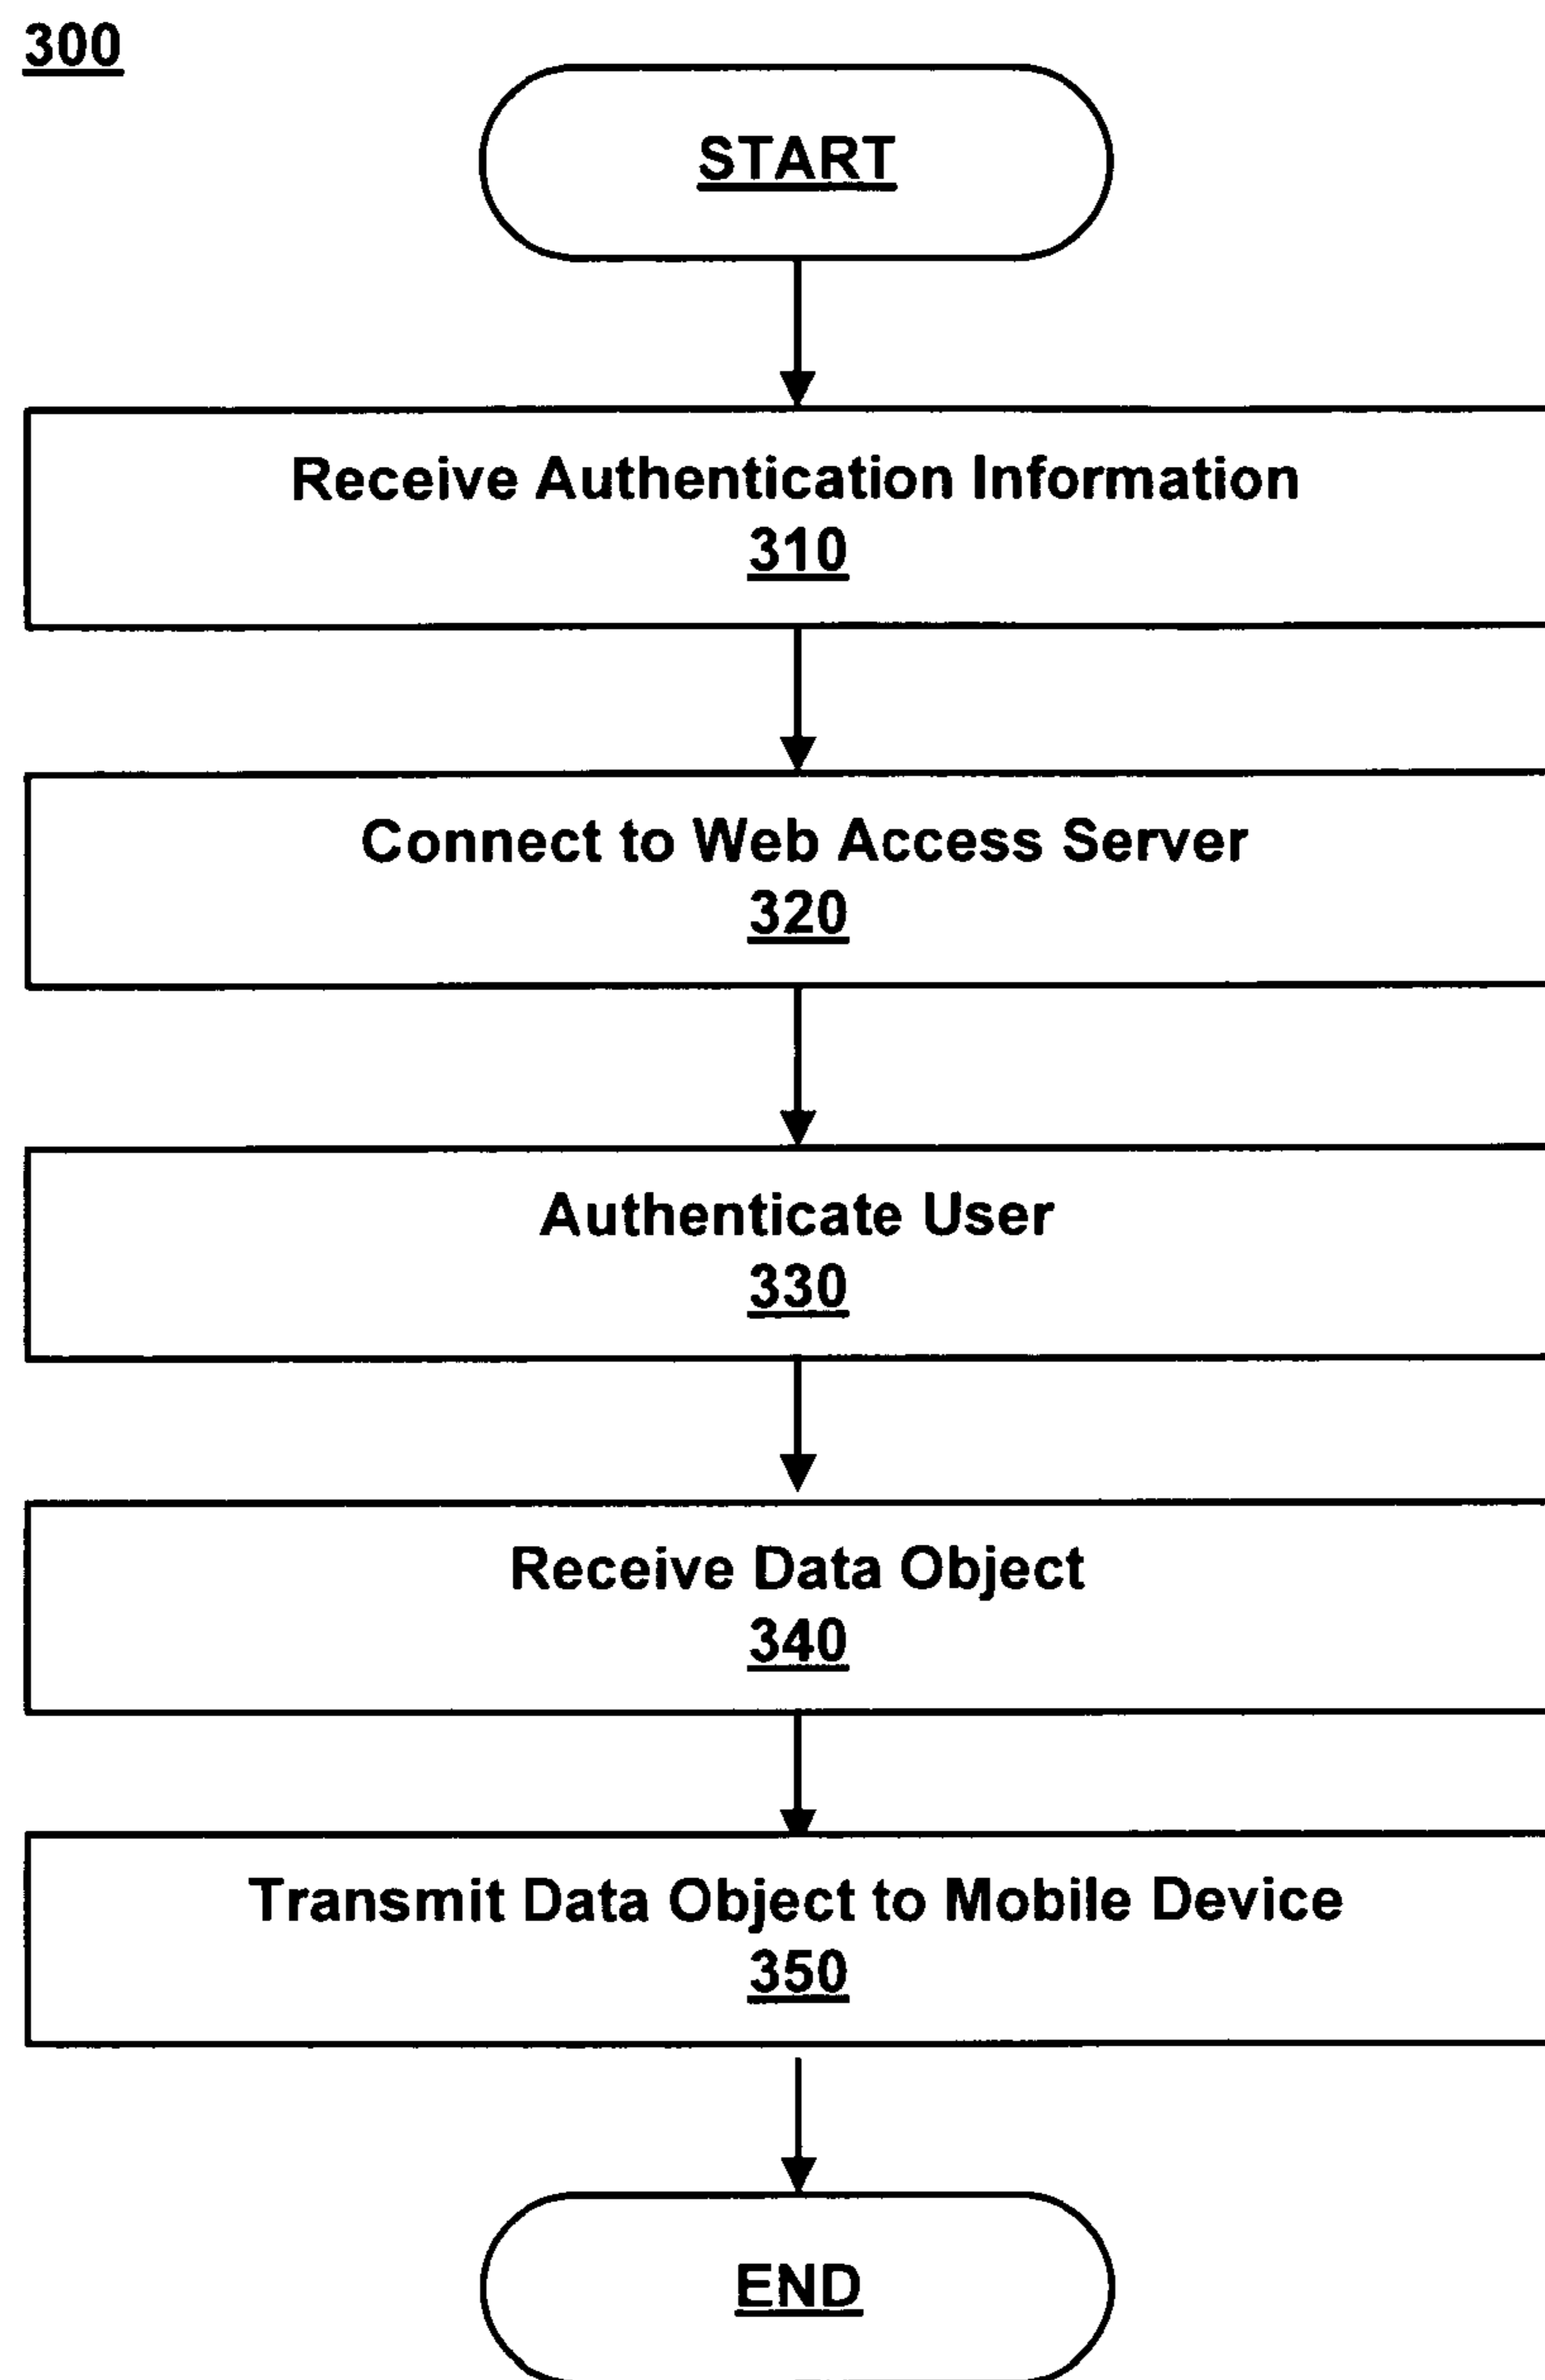 300
START
Receive Authentication Information
310
Connect to Web Access Server
320
Authenticate User
330
Receive Data Object
340
Transmit Data Object to Mobile Device
350
END